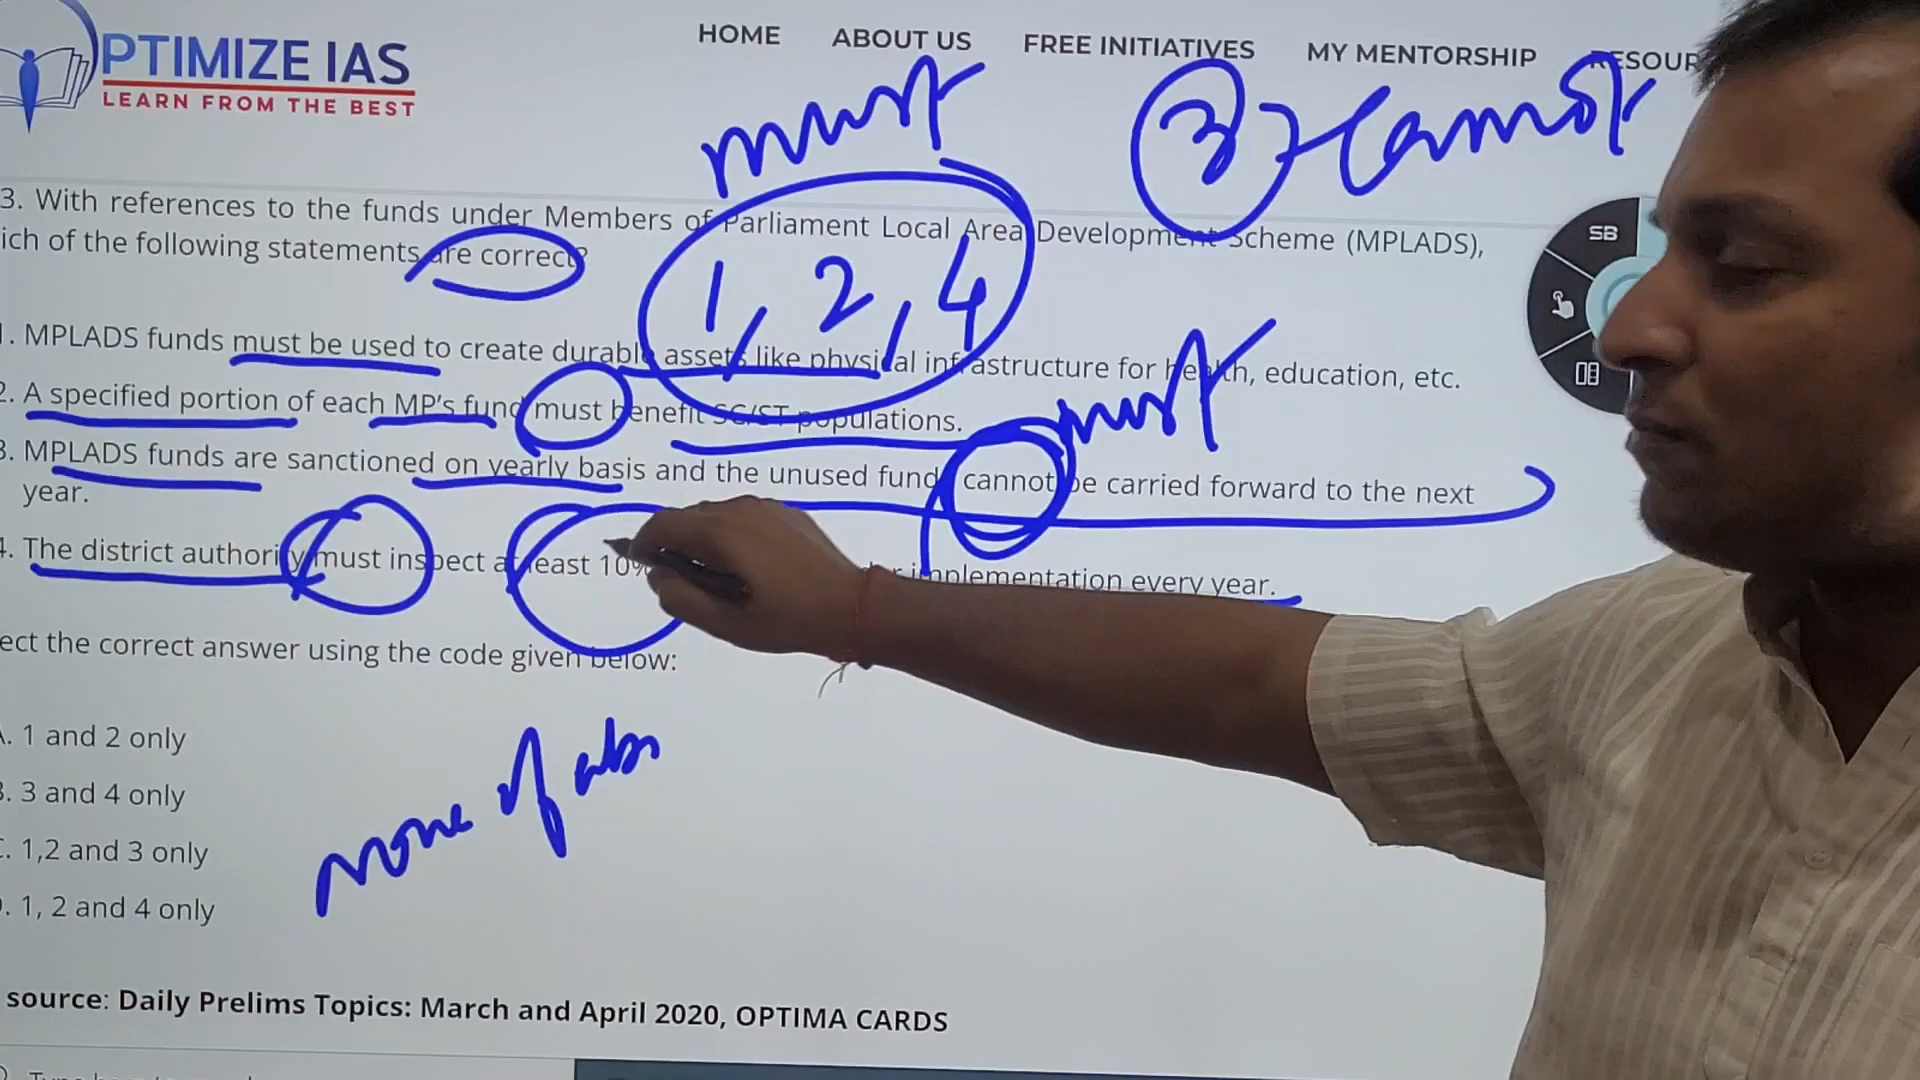 PTIMIZE IAS
LEARN FROM THE BEST
HOME ABOUT US FREE INITIATIVES MY MENTORSHIP RESOUR
must
3 cannot
3. With references to the funds under Members of Parliament Local Area Development Scheme (MPLADS),
ich of the following statements are correct?
1, 2, 4
SB
1. MPLADS funds must be used to create durable assets like physical infrastructure for health, education, etc.
2. A specified portion of each MP's fund must benefit SC/ST populations.
must
3. MPLADS funds are sanctioned on yearly basis and the unused fund cannot be carried forward to the next
year.
4. The district authority must inspect at least 10% implementation every year.
ect the correct answer using the code given below:
. 1 and 2 only
. 3 and 4 only
. 1,2 and 3 only
. 1, 2 and 4 only
none of
source: Daily Prelims Topics: March and April 2020, OPTIMA CARDS